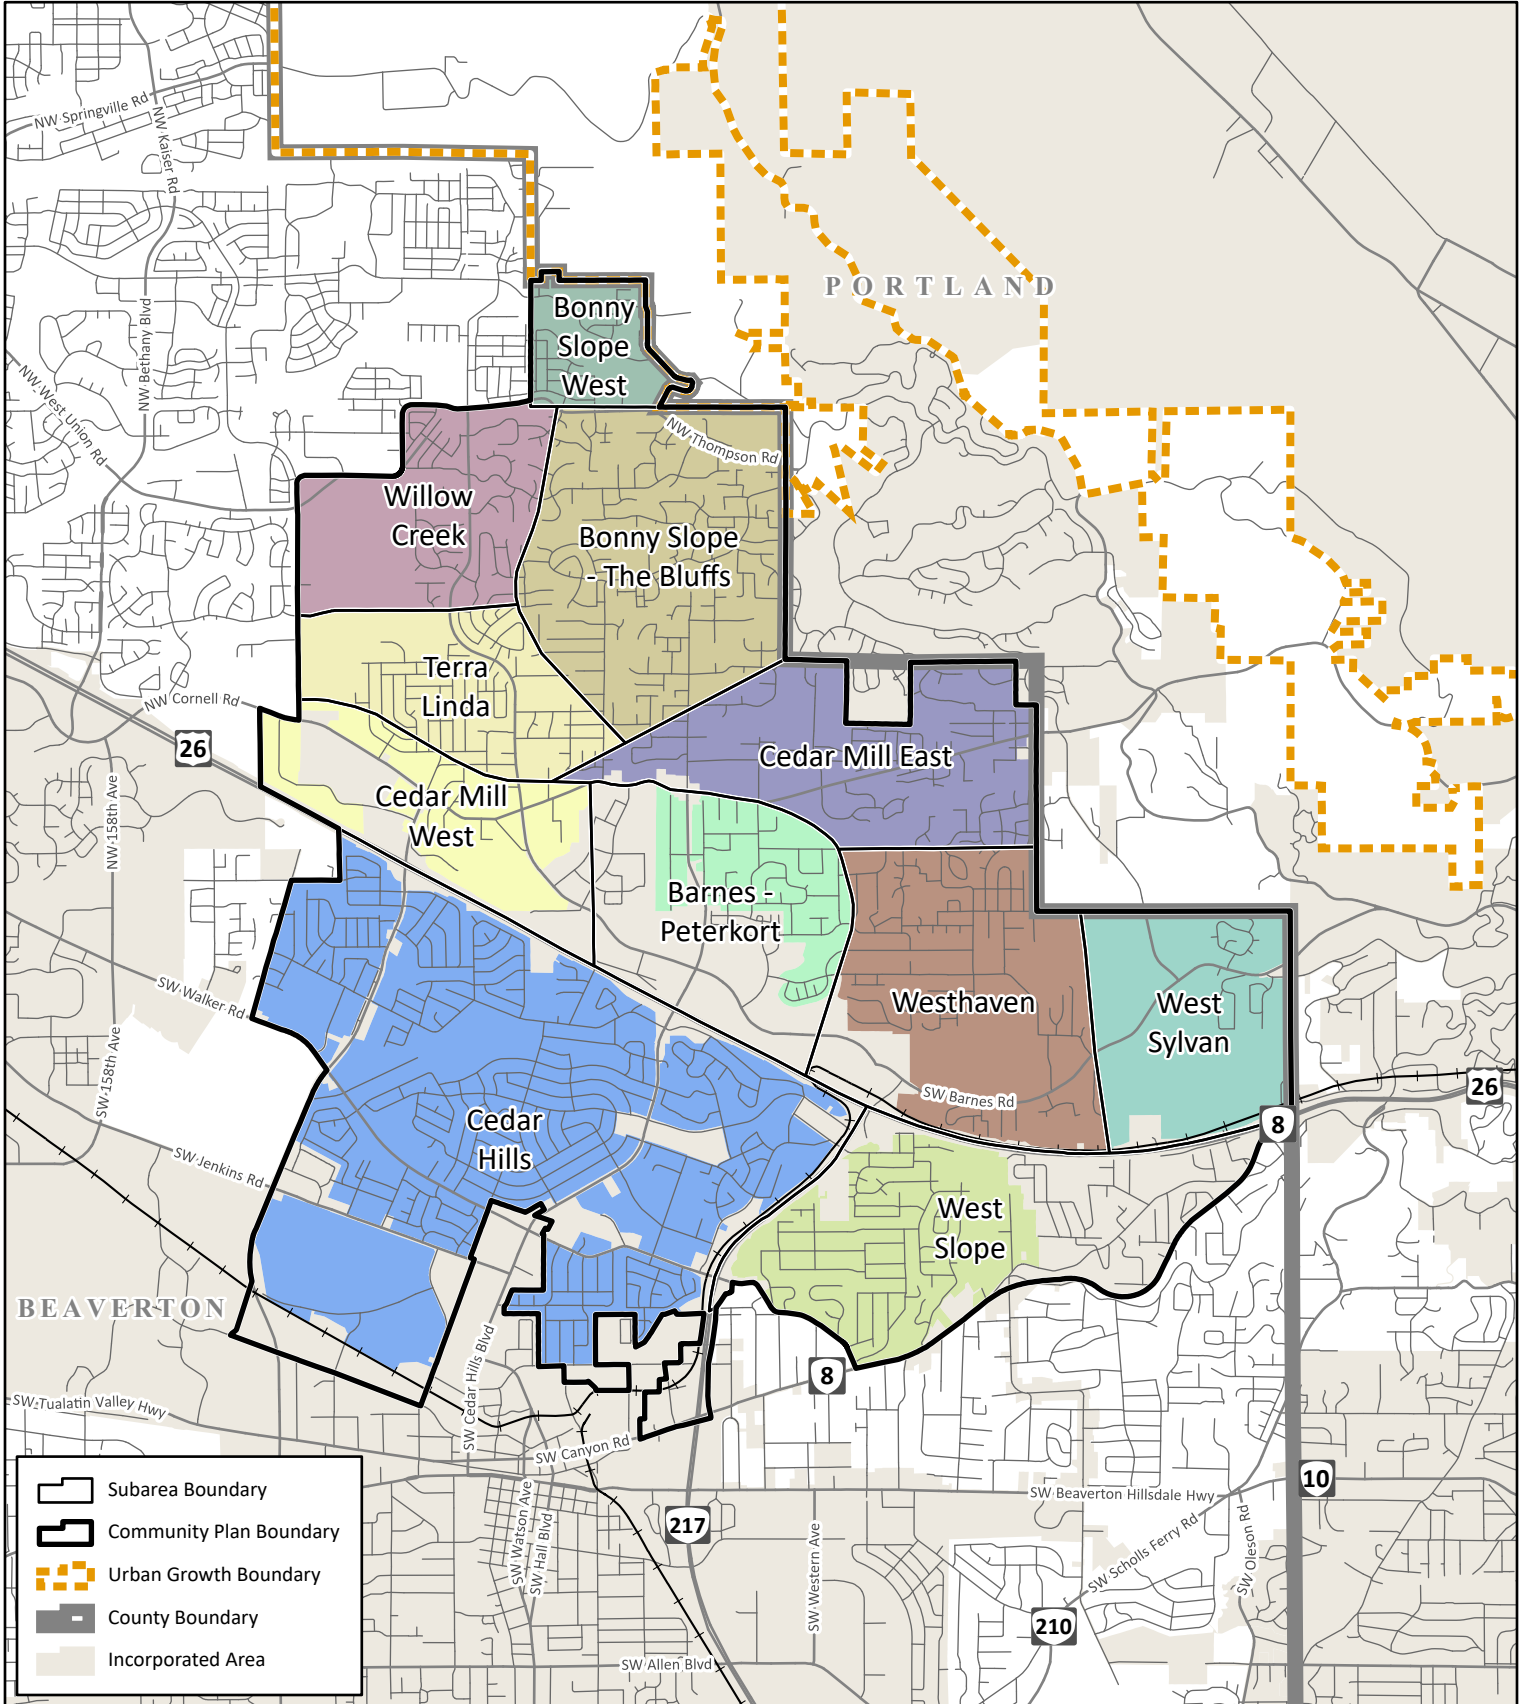 NW Springville Rd
NW Kaiser Rd
PORTLAND
Bonny
Slope
West
NW Bethany Blvd
NW West Union Rd
NW Thompson Rd
Willow
Creek
Bonny Slope
- The Bluffs
Terra
Linda
NW Cornell Rd
26
Cedar Mill East
Cedar Mill
West
NW 158th Ave
Barnes -
Peterkort
Westhaven
West
Sylvan
SW Walker Rd
SW 158th Ave
SW Barnes Rd
26
8
Cedar
Hills
SW Jenkins Rd
West
Slope
BEAVERTON
SW Cedar Hills Blvd
8
SW Tualatin Valley Hwy
SW Canyon Rd
SW Beaverton Hillsdale Hwy
10
SW Watson Ave
SW Hall Blvd
217
SW Western Ave
SW Scholls Ferry Rd
SW Oleson Rd
210
SW Allen Blvd
Subarea Boundary
Community Plan Boundary
Urban Growth Boundary
County Boundary
Incorporated Area